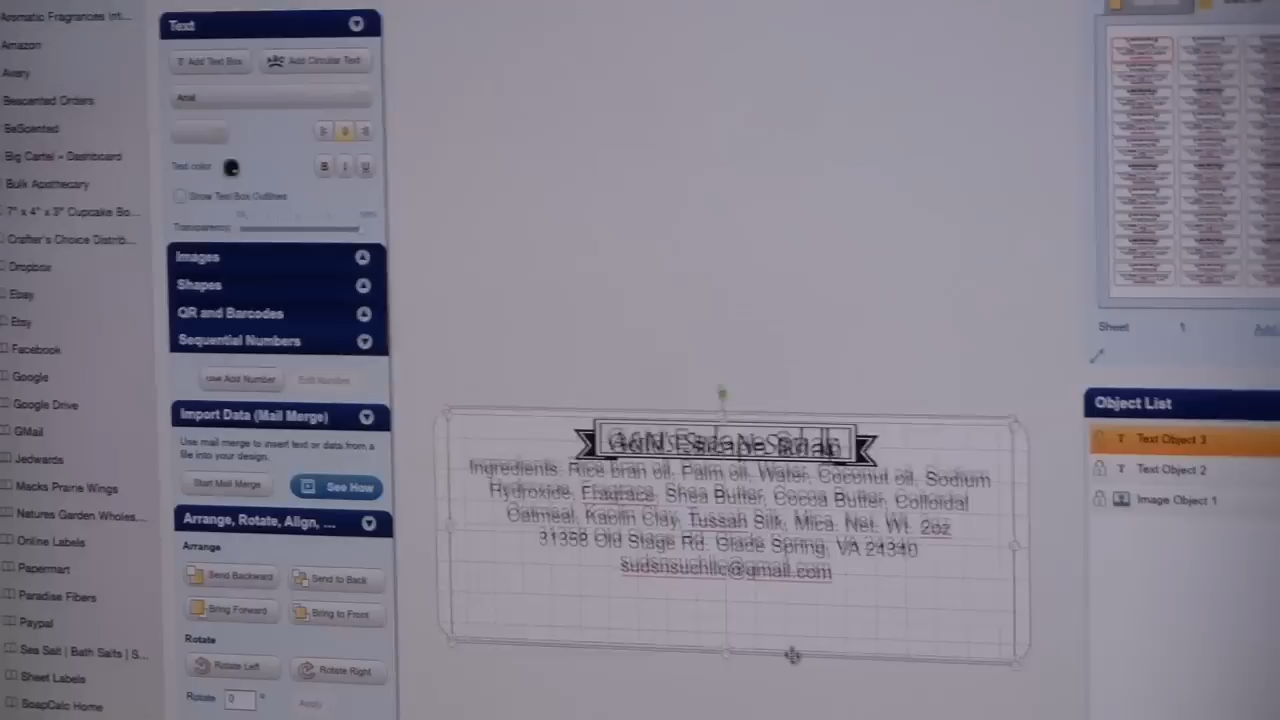 Aromatic Fragrances Int...
Amazon
Avery
Bescented Orders
BeScented
Big Cartel - Dashboard
Bulk Apothecary
7" x 4" x 3" Cupcake Bo...
Crafter's Choice Distrib...
Dropbox
Ebay
Etsy
Facebook
Google
Google Drive
GMail
Jedwards
Macks Prairie Wings
Natures Garden Wholes...
Online Labels
Papermart
Paradise Fibers
Paypal
Sea Salt | Bath Salts | S...
Sheet Labels
SoapCalc Home
Text
T Add Text Box
ABC Add Circular Text
Arial
Text color
B I U
Show Text Box Outlines
Transparency
Images
Shapes
QR and Barcodes
Sequential Numbers
Add Number
Edit Number
Import Data (Mail Merge)
Use mail merge to insert text or data from a
file into your design.
Start Mail Merge
See How
Arrange, Rotate, Align, ...
Arrange
Send Backward
Send to Back
Bring Forward
Bring to Front
Rotate
Rotate Left
Rotate Right
Rotate 0 °
Apply
Ingredients: Rice bran oil, Palm oil, Water, Coconut oil, Sodium
Hydroxide, Fragrace, Shea Butter, Cocoa Butter, Colloidal
Oatmeal, Kaolin Clay, Tussah Silk, Mica. Net. Wt. 2oz
31358 Old Stage Rd. Glade Spring, VA 24340
sudsnsuchllc@gmail.com
Sheet 1
Object List
T Text Object 3
T Text Object 2
Image Object 1